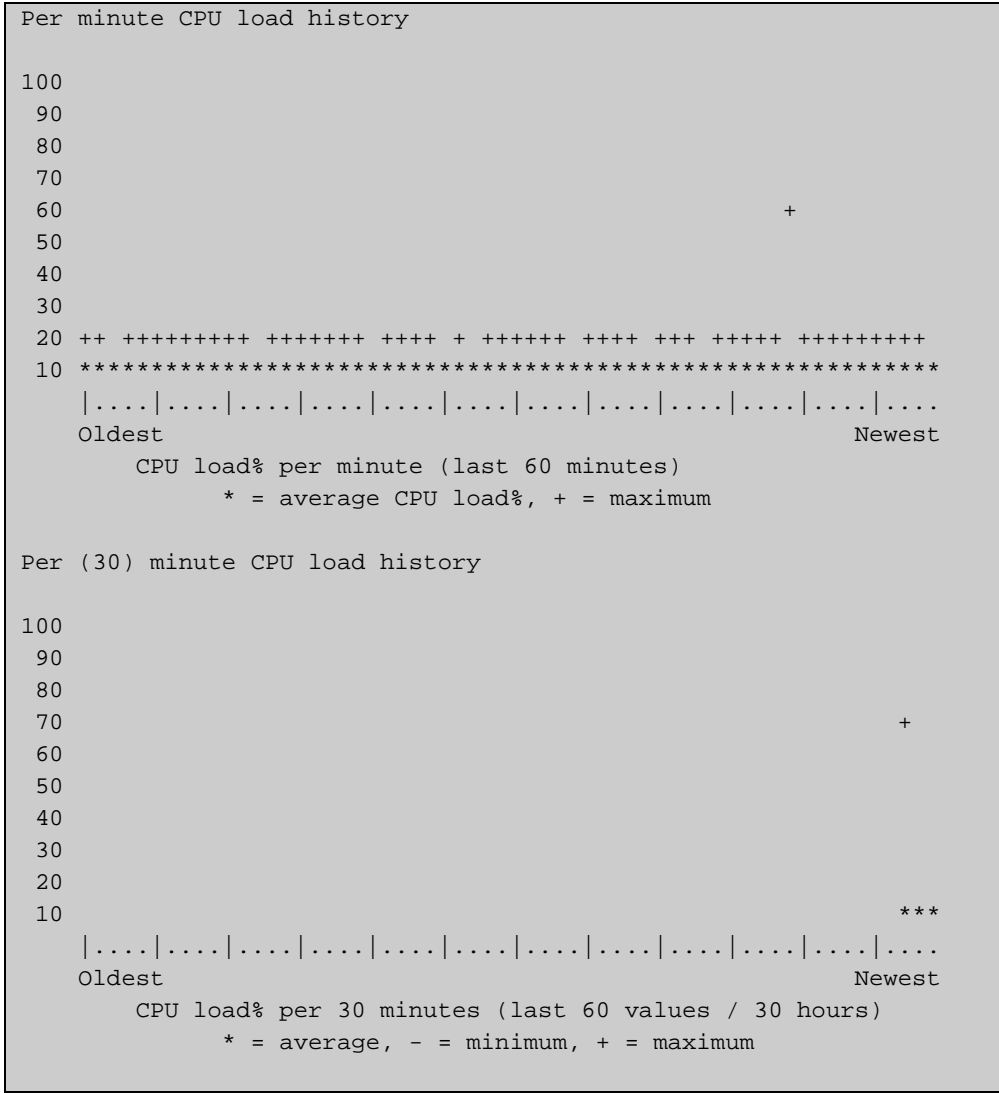 Per minute CPU load history
100
 90
 80
 70
 60                                                  +
 50
 40
 30
 20 ++ +++++++++ +++++++ ++++ + ++++++ ++++ +++ +++++ +++++++++
 10 ************************************************************
    |....|....|....|....|....|....|....|....|....|....|....|....
    Oldest                                                Newest
        CPU load% per minute (last 60 minutes)
              * = average CPU load%, + = maximum
Per (30) minute CPU load history
100
 90
 80
 70                                                          +
 60
 50
 40
 30
 20
 10                                                          ***
    |....|....|....|....|....|....|....|....|....|....|....|....
    Oldest                                                Newest
        CPU load% per 30 minutes (last 60 values / 30 hours)
              * = average, - = minimum, + = maximum